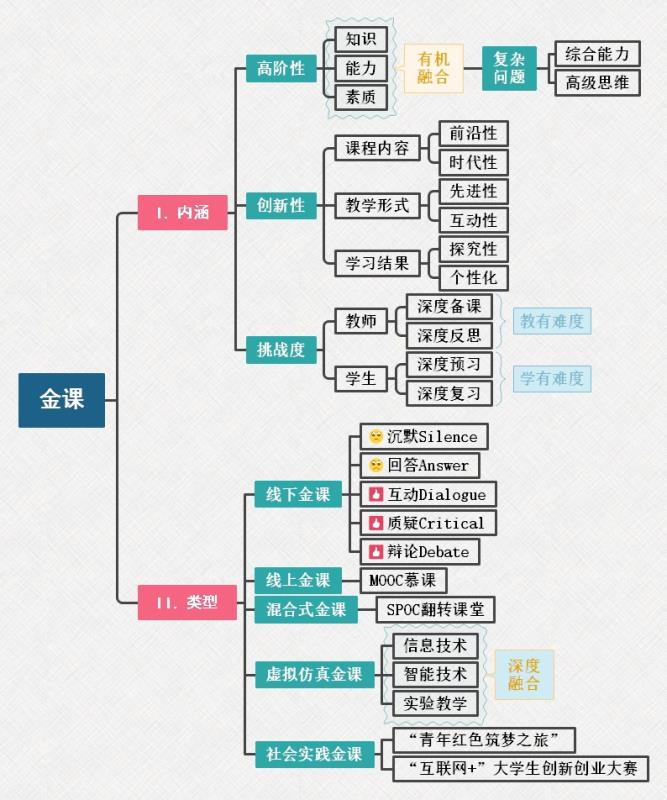 金课
I. 内涵
高阶性
知识
能力
素质
有机
融合
复杂
问题
综合能力
高级思维
创新性
课程内容
前沿性
时代性
教学形式
先进性
互动性
学习结果
探究性
个性化
挑战度
教师
深度备课
深度反思
教有难度
学生
深度预习
深度复习
学有难度
II. 类型
线下金课
沉默Silence
回答Answer
互动Dialogue
质疑Critical
辩论Debate
线上金课
MOOC慕课
混合式金课
SPOC翻转课堂
虚拟仿真金课
信息技术
智能技术
实验教学
深度
融合
社会实践金课
“青年红色筑梦之旅”
“互联网+”大学生创新创业大赛